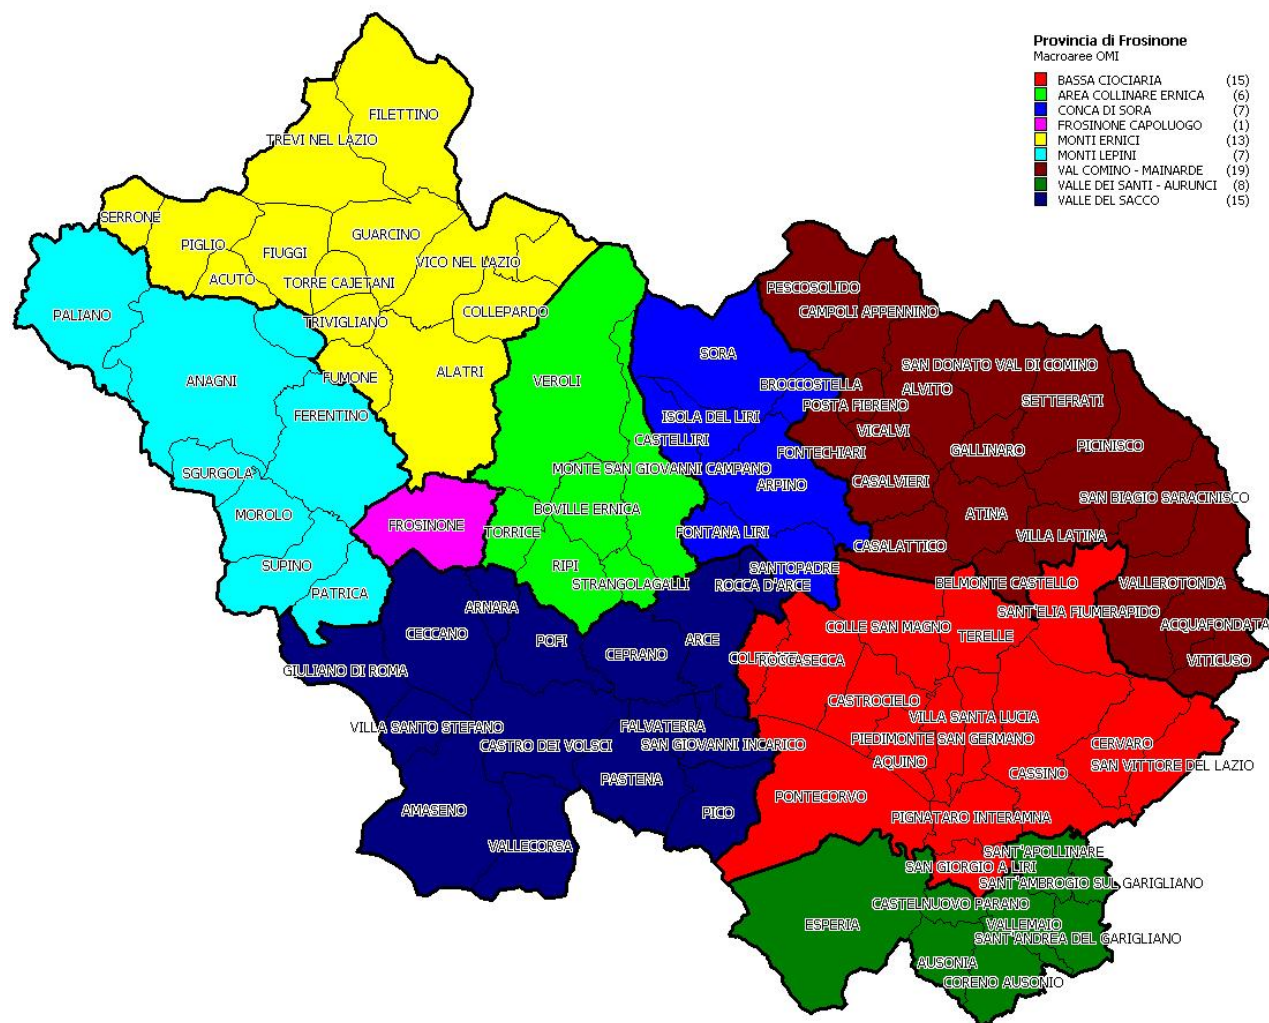 Provincia di Frosinone
Macroaree OMI
BASSA CIOCIARIA (15)
AREA COLLINARE ERNICA (6)
CONCA DI SORA (7)
FROSINONE CAPOLUOGO (1)
MONTI ERNICI (13)
MONTI LEPINI (7)
VAL COMINO - MAINARDE (19)
VALLE DEI SANTI - AURUNCI (8)
VALLE DEL SACCO (15)
FILETTINO
TREVI NEL LAZIO
SERRONE
PIGLIO
FIUGGI
GUARCINO
ACUTO
TORRE CAJETANI
VICO NEL LAZIO
COLLEPARDO
TRIVIGLIANO
FUMONE
ALATRI
PALIANO
ANAGNI
FERENTINO
SGURGOLA
MOROLO
SUPINO
PATRICA
FROSINONE
VEROLI
MONTE SAN GIOVANNI CAMPANO
BOVILLE ERNICA
TORRICE
RIPI
STRANGOLAGALLI
SORA
BROCCOSTELLA
ISOLA DEL LIRI
CASTELLIRI
ARPINO
FONTANA LIRI
SANTOPADRE
PESCOSOLIDO
CAMPOLI APPENNINO
SAN DONATO VAL DI COMINO
ALVITO
SETTEFRATI
POSTA FIBRENO
VICALVI
GALLINARO
PICINISCO
FONTECHIARI
CASALVIERI
SAN BIAGIO SARACINISCO
ATINA
VILLA LATINA
CASALATTICO
BELMONTE CASTELLO
VALLEROTONDA
ACQUAFONDATA
VITICUSO
ROCCA D'ARCE
ARNARA
CECCANO
POFI
CEPRANO
ARCE
GIULIANO DI ROMA
VILLA SANTO STEFANO
CASTRO DEI VOLSCI
FALVATERRA
SAN GIOVANNI INCARICO
PASTENA
AMASENO
PICO
VALLECORSA
SANT'ELIA FIUMERAPIDO
COLLE SAN MAGNO
TERELLE
ROCCASECCA
CASTROCIELO
VILLA SANTA LUCIA
PIEDIMONTE SAN GERMANO
AQUINO
CERVARO
SAN VITTORE DEL LAZIO
CASSINO
PONTECORVO
PIGNATARO INTERAMNA
SAN GIORGIO A LIRI
SANT'APOLLINARE
SANT'AMBROGIO SUL GARIGLIANO
CASTELNUOVO PARANO
ESPERIA
VALLEMAIO
SANT'ANDREA DEL GARIGLIANO
AUSONIA
CORENO AUSONIO